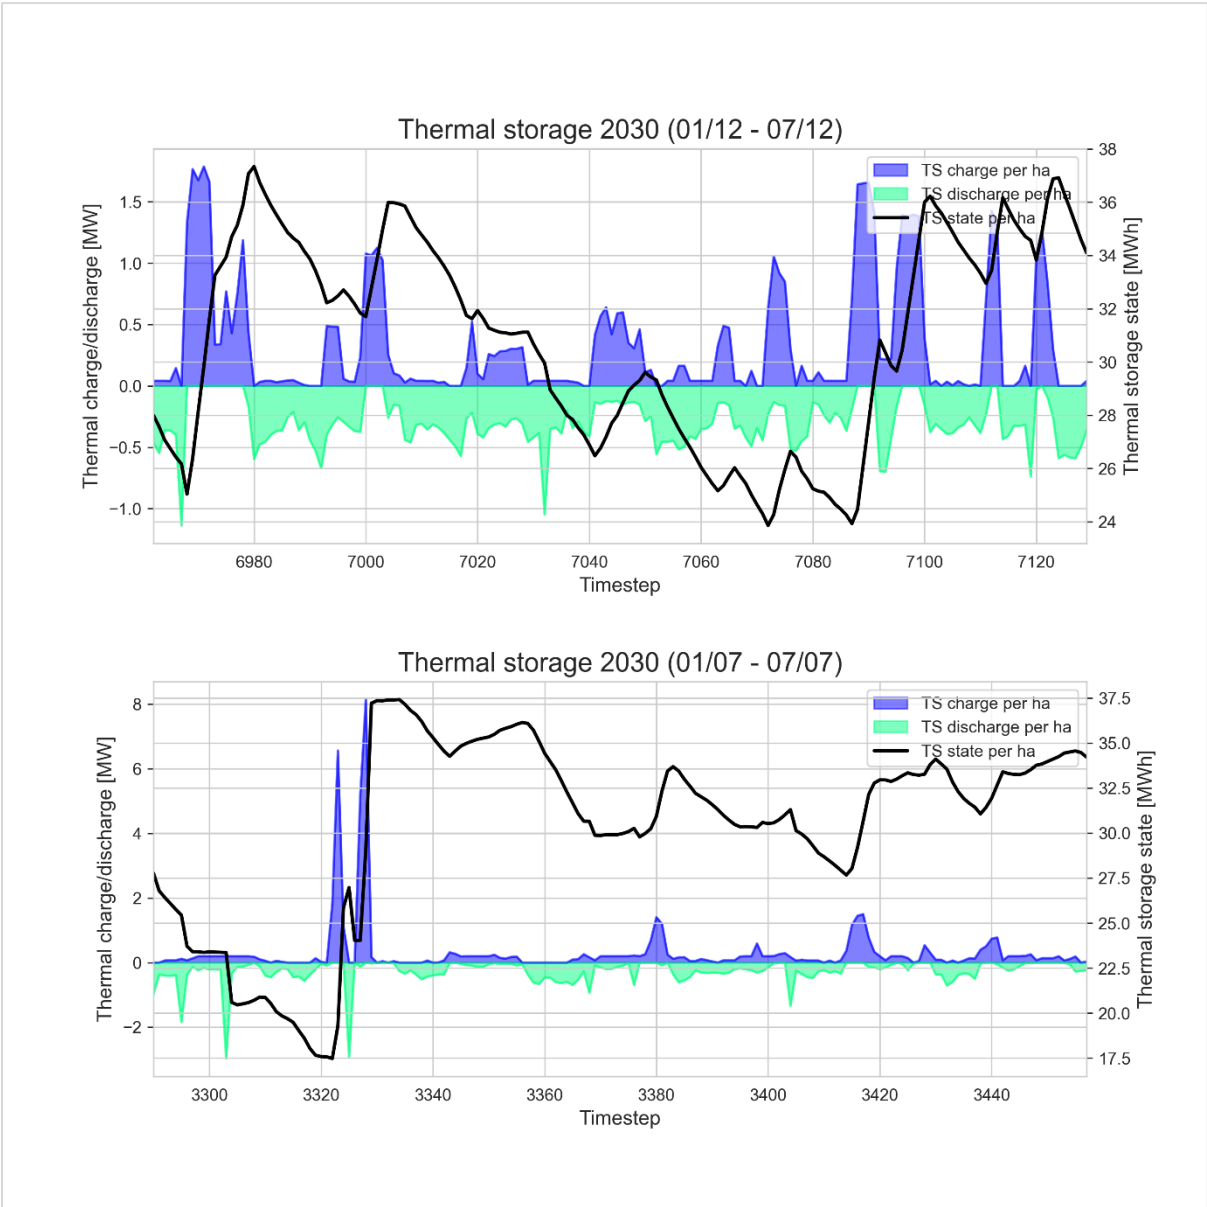 Thermal storage 2030 (01/12 - 07/12)
TS charge per ha
TS discharge per ha
TS state per ha
Thermal charge/discharge [MW]
1.5
1.0
0.5
0.0
−0.5
−1.0
38
36
34
32
30
28
26
24
Thermal storage state [MWh]
6980 7000 7020 7040 7060 7080 7100 7120
Timestep
Thermal storage 2030 (01/07 - 07/07)
TS charge per ha
TS discharge per ha
TS state per ha
Thermal charge/discharge [MW]
8
6
4
2
0
−2
37.5
35.0
32.5
30.0
27.5
25.0
22.5
20.0
17.5
Thermal storage state [MWh]
3300 3320 3340 3360 3380 3400 3420 3440
Timestep